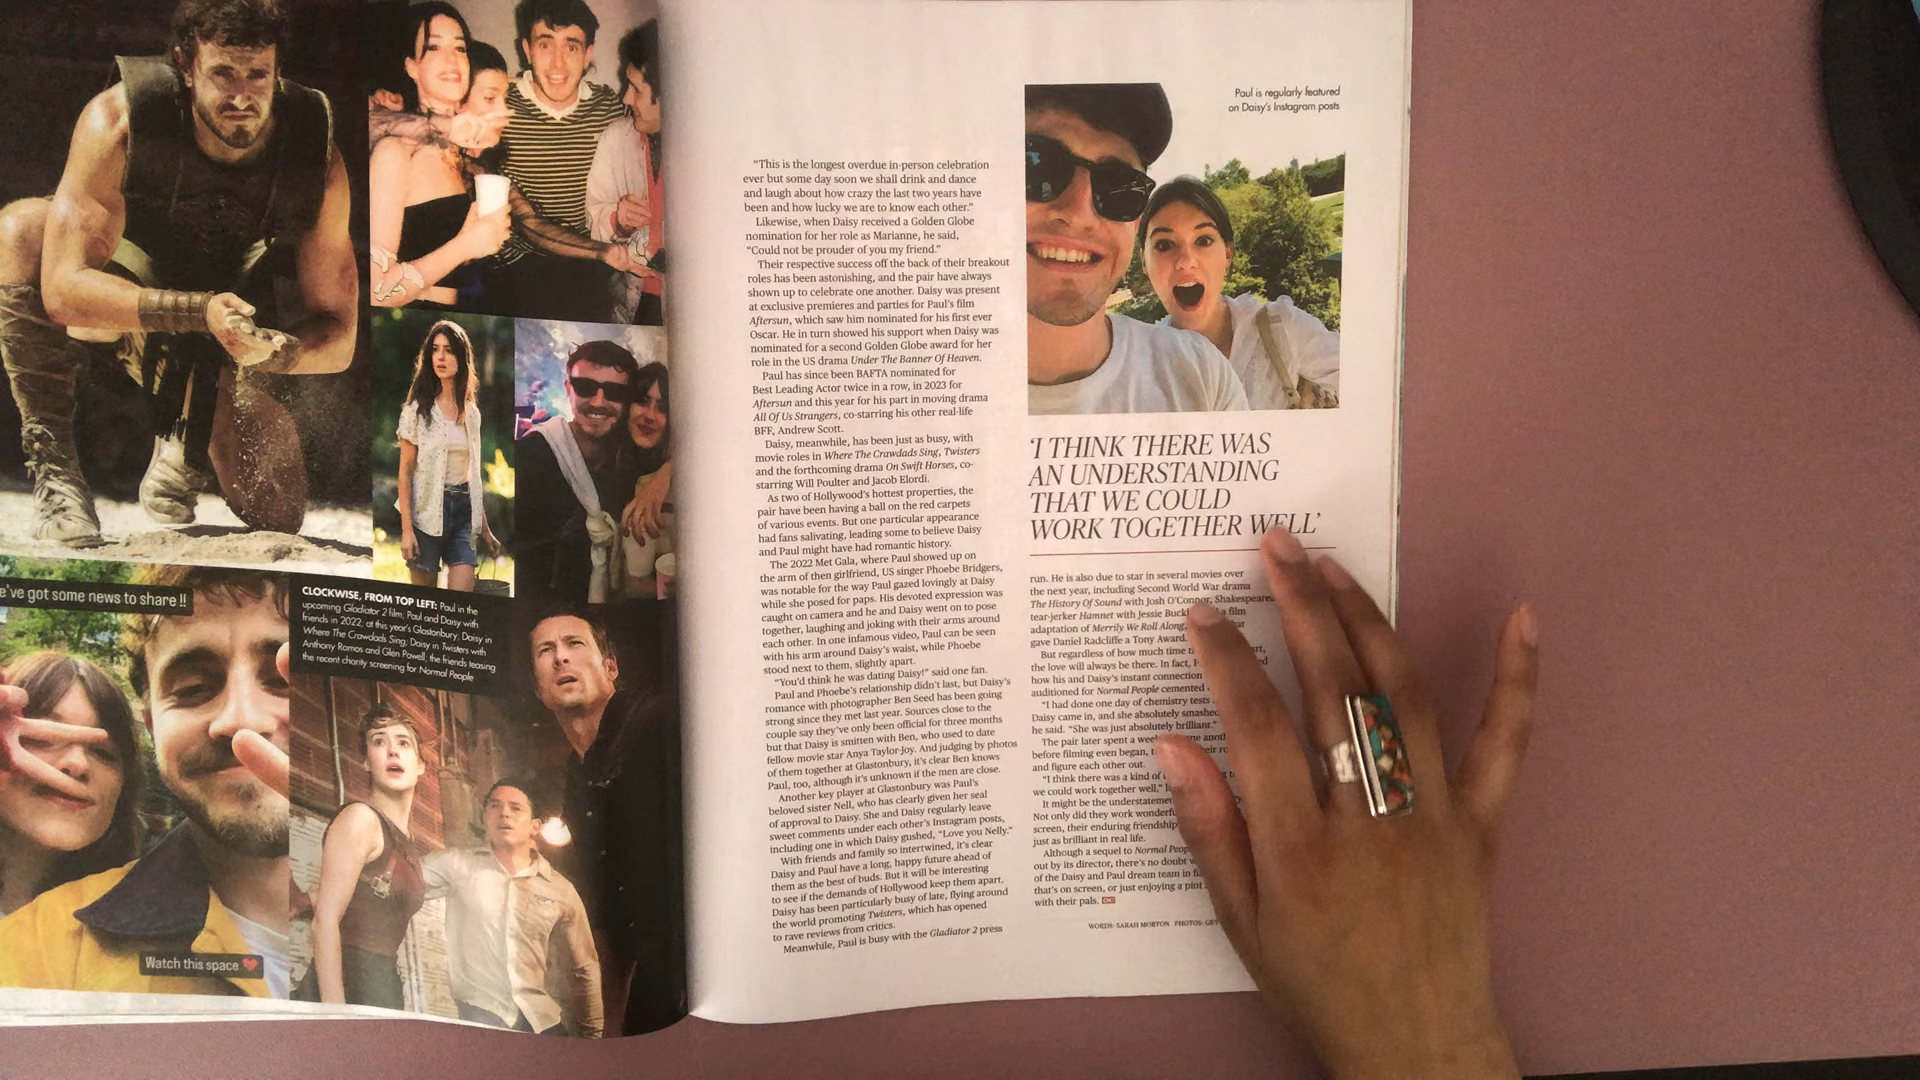 e've got some news to share !!
CLOCKWISE, FROM TOP LEFT: Paul in the
upcoming Gladiator 2 film; Paul and Daisy with
friends in 2022, at this year's Glastonbury; Daisy in
Where The Crawdads Sing; Daisy in Twisters with
Anthony Ramos and Glen Powell; the friends teasing
the recent charity screening for Normal People
Watch this space
"This is the longest overdue in-person celebration
ever but some day soon we shall drink and dance
and laugh about how crazy the last two years have
been and how lucky we are to know each other."
Likewise, when Daisy received a Golden Globe
nomination for her role as Marianne, he said,
"Could not be prouder of you my friend."
Their respective success off the back of their breakout
roles has been astonishing, and the pair have always
shown up to celebrate one another. Daisy was present
at exclusive premieres and parties for Paul's film
Aftersun, which saw him nominated for his first ever
Oscar. He in turn showed his support when Daisy was
nominated for a second Golden Globe award for her
role in the US drama Under The Banner Of Heaven.
Paul has since been BAFTA nominated for
Best Leading Actor twice in a row, in 2023 for
Aftersun and this year for his part in moving drama
All Of Us Strangers, co-starring his other real-life
BFF, Andrew Scott.
Daisy, meanwhile, has been just as busy, with
movie roles in Where The Crawdads Sing, Twisters
and the forthcoming drama On Swift Horses, co-
starring Will Poulter and Jacob Elordi.
As two of Hollywood's hottest properties, the
pair have been having a ball on the red carpets
of various events. But one particular appearance
had fans salivating, leading some to believe Daisy
and Paul might have had romantic history.
The 2022 Met Gala, where Paul showed up on
the arm of then girlfriend, US singer Phoebe Bridgers,
was notable for the way Paul gazed lovingly at Daisy
while she posed for paps. His devoted expression was
caught on camera and he and Daisy went on to pose
together, laughing and joking with their arms around
each other. In one infamous video, Paul can be seen
with his arm around Daisy's waist, while Phoebe
stood next to them, slightly apart.
"You'd think he was dating Daisy!" said one fan.
Paul and Phoebe's relationship didn't last, but Daisy's
romance with photographer Ben Seed has been going
strong since they met last year. Sources close to the
couple say they've only been official for three months
but that Daisy is smitten with Ben, who used to date
fellow movie star Anya Taylor-Joy. And judging by photos
of them together at Glastonbury, it's clear Ben knows
Paul, too, although it's unknown if the men are close.
Another key player at Glastonbury was Paul's
beloved sister Nell, who has clearly given her seal
of approval to Daisy. She and Daisy regularly leave
sweet comments under each other's Instagram posts,
including one in which Daisy gushed, "Love you Nelly."
With friends and family so intertwined, it's clear
Daisy and Paul have a long, happy future ahead of
them as the best of buds. But it will be interesting
to see if the demands of Hollywood keep them apart.
Daisy has been particularly busy of late, flying around
the world promoting Twisters, which has opened
to rave reviews from critics.
Meanwhile, Paul is busy with the Gladiator 2 press
Paul is regularly featured
on Daisy's Instagram posts
'I THINK THERE WAS
AN UNDERSTANDING
THAT WE COULD
WORK TOGETHER WELL'
run. He is also due to star in several movies over
the next year, including Second World War drama
The History Of Sound with Josh O'Connor, Shakespeare
tear-jerker Hamnet with Jessie Buckl a film
adaptation of Merrily We Roll Along, that
gave Daniel Radcliffe a Tony Award.
But regardless of how much time
the love will always be there. In fact,
how his and Daisy's instant connection
auditioned for Normal People cemented
"I had done one day of chemistry tests
Daisy came in, and she absolutely smashed
he said. "She was just absolutely brilliant."
The pair later spent a wee
before filming even began,
and figure each other out.
"I think there was a kind of
we could work together well,"
It might be the understatemen
Not only did they work wonderfu
screen, their enduring friendship
just as brilliant in real life.
Although a sequel to Normal Peop
out by its director, there's no doubt
of the Daisy and Paul dream team in fu
that's on screen, or just enjoying a pint
with their pals. OK!
WORDS: SARAH MORTON PHOTOS: GET